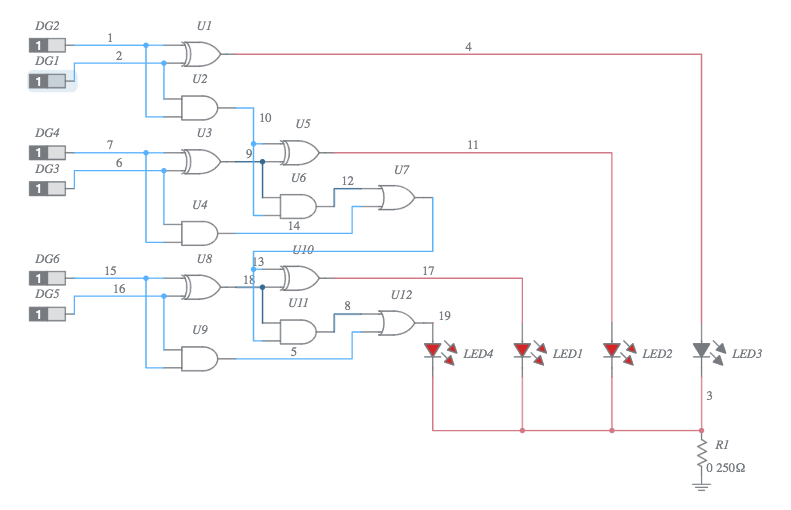 DG2
1
U1
1
4
DG1
2
1
U2
10
DG4
7
U3
U5
1
9
11
DG3
6
U6
U7
1
12
U4
14
DG6
15
U8
U10
13
1
17
DG5
16
18
1
U11
U12
U9
8
19
5
LED4
LED1
LED2
LED3
3
R1
0 250Ω